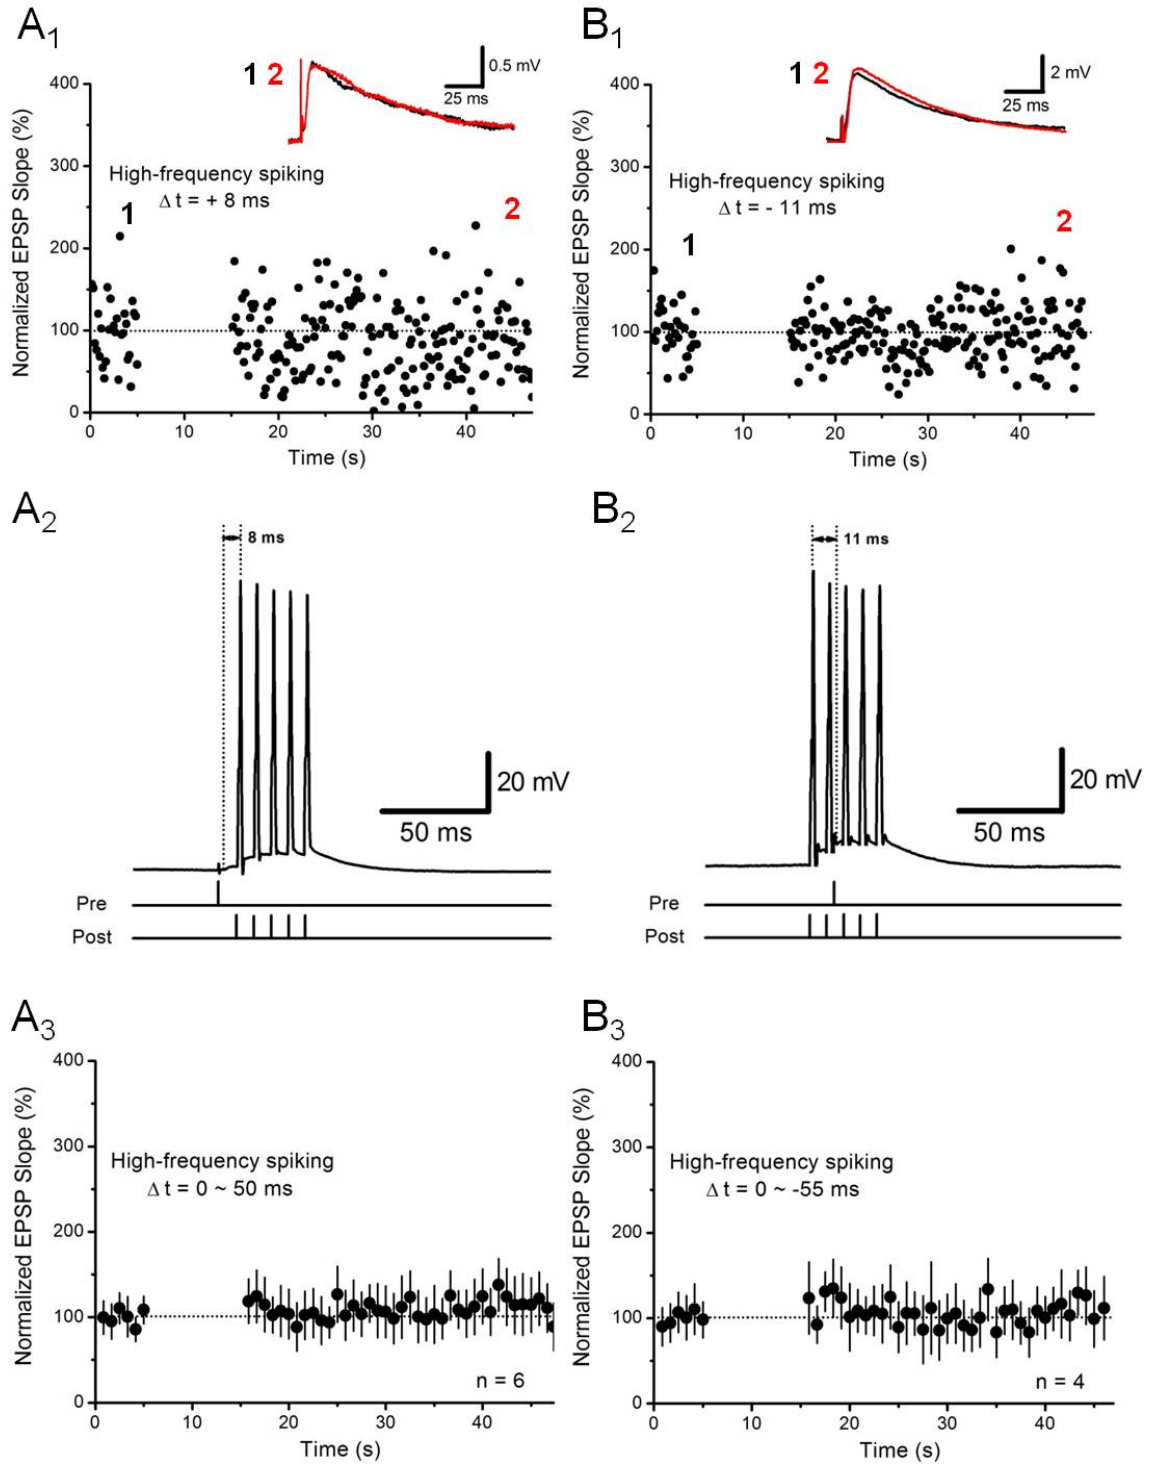 A1
B1
1 2
0.5 mV
25 ms
1 2
2 mV
25 ms
Normalized EPSP Slope (%)
400
300
200
100
0
High-frequency spiking
Δ t = + 8 ms
1
2
0
10
20
30
40
Time (s)
Normalized EPSP Slope (%)
400
300
200
100
0
High-frequency spiking
Δ t = - 11 ms
1
2
0
10
20
30
40
Time (s)
A2
8 ms
20 mV
50 ms
Pre
Post
B2
11 ms
20 mV
50 ms
Pre
Post
A3
Normalized EPSP Slope (%)
400
300
200
100
0
High-frequency spiking
Δ t = 0 ~ 50 ms
n = 6
0
10
20
30
40
Time (s)
B3
Normalized EPSP Slope (%)
400
300
200
100
0
High-frequency spiking
Δ t = 0 ~ -55 ms
n = 4
0
10
20
30
40
Time (s)